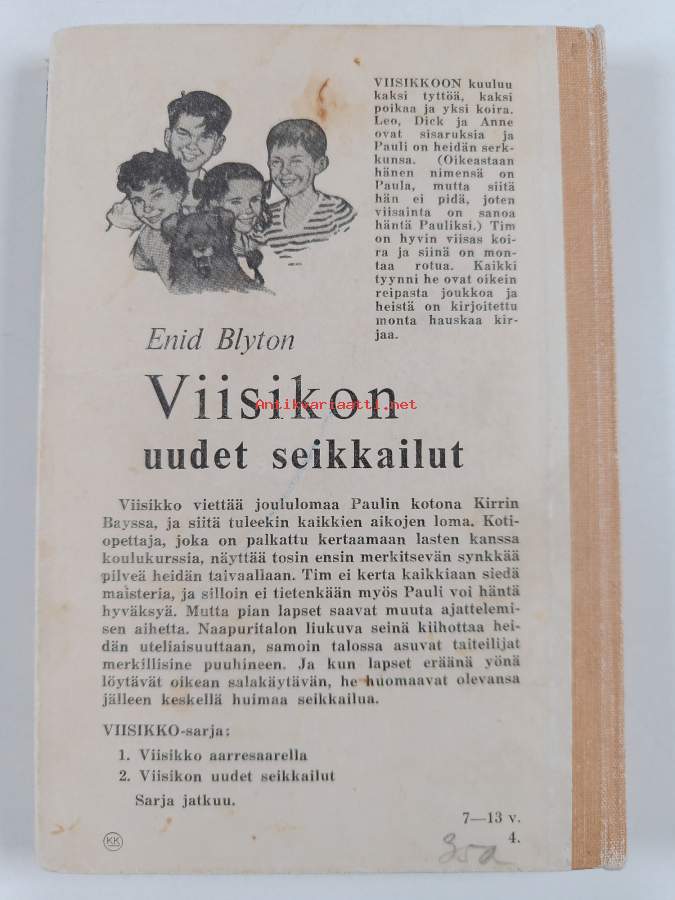 VIISIKKOON kuuluu
kaksi tyttöä, kaksi
poikaa ja yksi koira.
Leo, Dick ja Anne
ovat sisaruksia ja
Pauli on heidän serk-
kunsa. (Oikeastaan
hänen nimensä on
Paula, mutta siitä
hän ei pidä, joten
viisainta on sanoa
häntä Pauliksi.) Tim
on hyvin viisas koi-
ra ja siinä on mon-
taa rotua. Kaikki
tyynni he ovat oikein
reipasta joukkoa ja
heistä on kirjoitettu
monta hauskaa kir-
jaa.
Enid Blyton
Viisikon
Antikvariaatti.net
uudet seikkailut
Viisikko viettää joululomaa Paulin kotona Kirrin
Bayssa, ja siitä tuleekin kaikkien aikojen loma. Koti-
opettaja, joka on palkattu kertaamaan lasten kanssa
koulukurssia, näyttää tosin ensin merkitsevän synkkää
pilveä heidän taivaallaan. Tim ei kerta kaikkiaan siedä
maisteria, ja silloin ei tietenkään myös Pauli voi häntä
hyväksyä. Mutta pian lapset saavat muuta ajattelemi-
sen aihetta. Naapuritalon liukuva seinä kiihottaa hei-
dän uteliaisuuttaan, samoin talossa asuvat taiteilijat
merkillisine puuhineen. Ja kun lapset eräänä yönä
löytävät oikean salakäytävän, he huomaavat olevansa
jälleen keskellä huimaa seikkailua.
VIISIKKO-sarja:
1. Viisikko aarresaarella
2. Viisikon uudet seikkailut
Sarja jatkuu.
7—13 v.
4.
KK